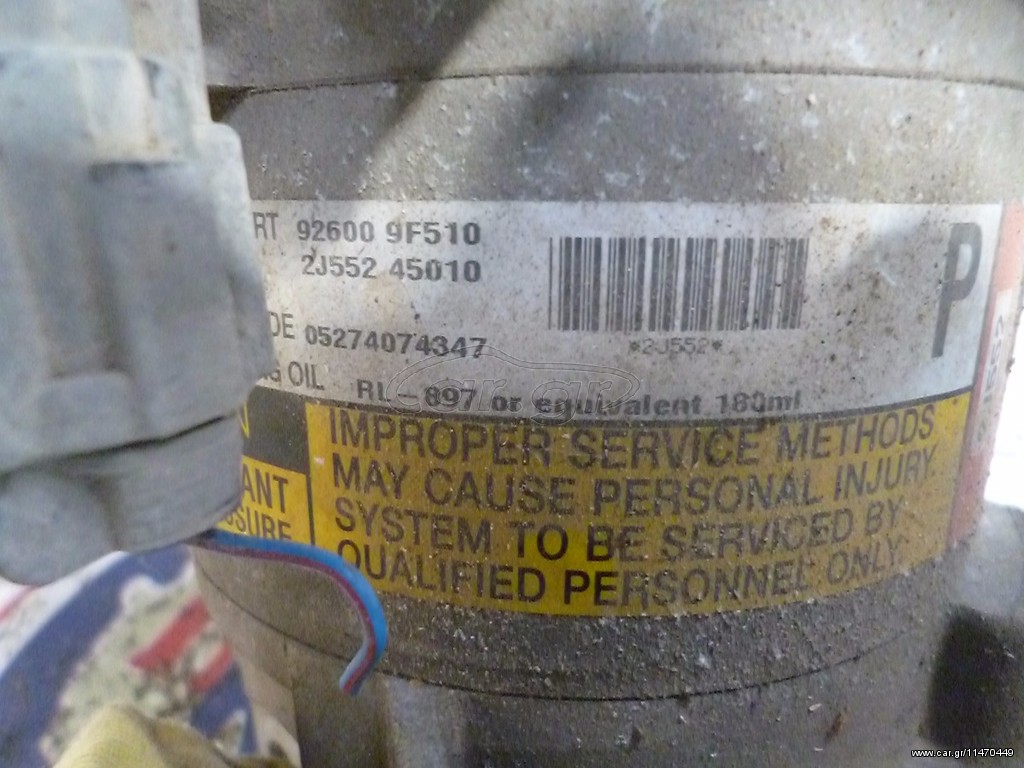 RT 92600 9F510
2J552 45010
DE 05274074347
*2J552*
P
G OIL RL-897 or equivalent 180ml
IMPROPER SERVICE METHODS
MAY CAUSE PERSONAL INJURY.
SYSTEM TO BE SERVICED BY
QUALIFIED PERSONNEL ONLY.
ANT
SSURE
car.gr
www.car.gr/11470449